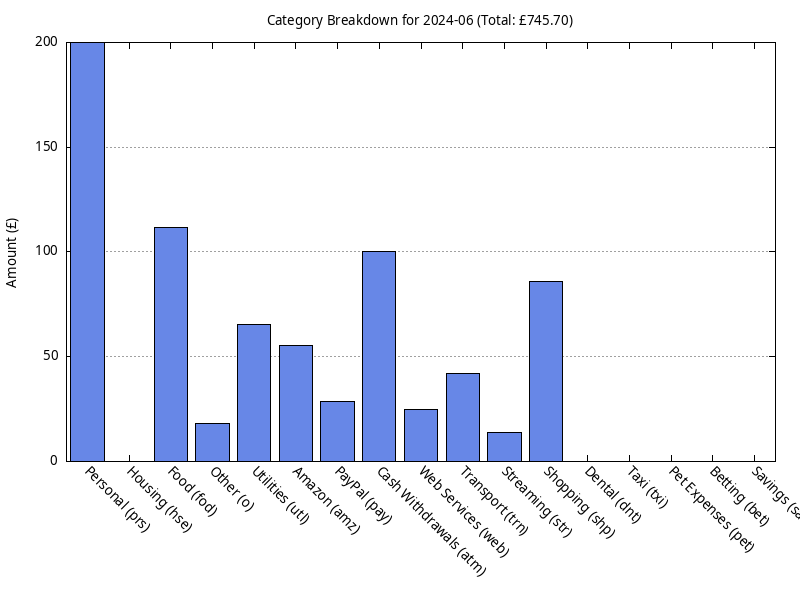 Category Breakdown for 2024-06 (Total: £745.70)
Amount (£)
200
150
100
50
0
Personal (prs)
Housing (hse)
Food (fod)
Other (o)
Utilities (utl)
Amazon (amz)
PayPal (pay)
Cash Withdrawals (atm)
Web Services (web)
Transport (trn)
Streaming (str)
Shopping (shp)
Dental (dnt)
Taxi (txi)
Pet Expenses (pet)
Betting (bet)
Savings